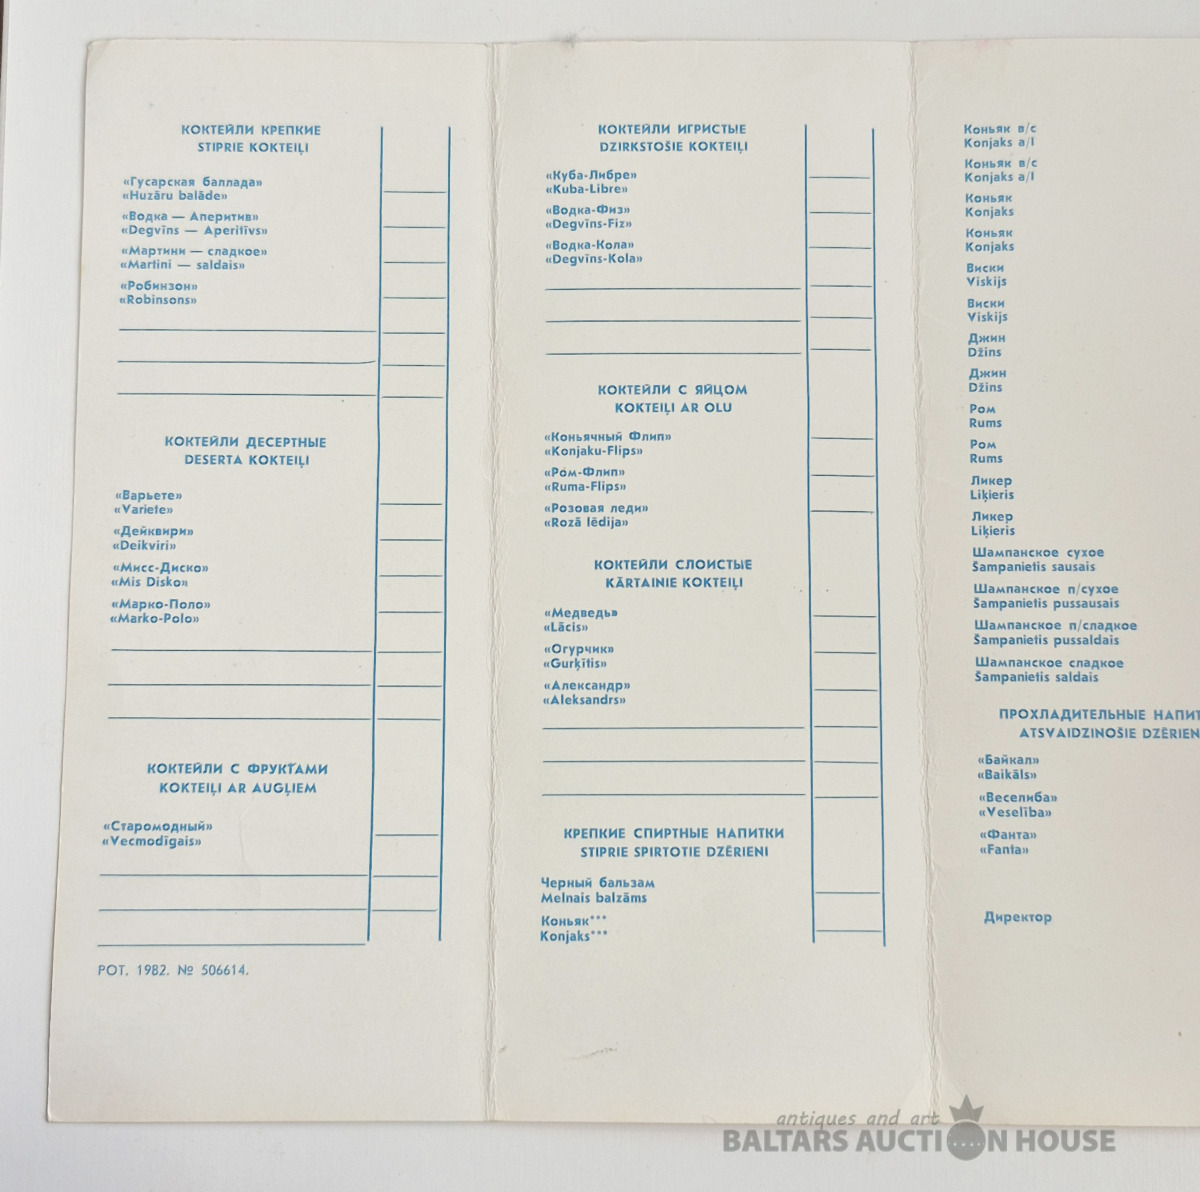 КОКТЕЙЛИ КРЕПКИЕ
STIPRIE KOKTEIĻI
«Гусарская баллада»
«Huzāru balāde»
«Водка — Аперитив»
«Degvīns — Aperitīvs»
«Мартини — сладкое»
«Martini — saldais»
«Робинзон»
«Robinsons»
КОКТЕЙЛИ ДЕСЕРТНЫЕ
DESERTA KOKTEIĻI
«Варьете»
«Variete»
«Дейквири»
«Deikviri»
«Мисс-Диско»
«Mis Disko»
«Марко-Поло»
«Marko-Polo»
КОКТЕЙЛИ С ФРУКТАМИ
KOKTEIĻI AR AUGĻIEM
«Старомодный»
«Vecmodīgais»
РОТ. 1982. № 506614.
КОКТЕЙЛИ ИГРИСТЫЕ
DZIRKSTOŠIE KOKTEIĻI
«Куба-Либре»
«Kuba-Libre»
«Водка-Физ»
«Degvīns-Fiz»
«Водка-Кола»
«Degvīns-Kola»
КОКТЕЙЛИ С ЯЙЦОМ
KOKTEIĻI AR OLU
«Коньячный Флип»
«Konjaku-Flips»
«Ром-Флип»
«Ruma-Flips»
«Розовая леди»
«Rozā lēdija»
КОКТЕЙЛИ СЛОИСТЫЕ
KĀRTAINIE KOKTEIĻI
«Медведь»
«Lācis»
«Огурчик»
«Gurķītis»
«Александр»
«Aleksandrs»
КРЕПКИЕ СПИРТНЫЕ НАПИТКИ
STIPRIE SPIRTOTIE DZĒRIENI
Черный бальзам
Melnais balzāms
Коньяк***
Konjaks***
Коньяк в/с
Konjaks a/l
Коньяк в/с
Konjaks a/l
Коньяк
Konjaks
Коньяк
Konjaks
Виски
Viskijs
Виски
Viskijs
Джин
Džins
Джин
Džins
Ром
Rums
Ром
Rums
Ликер
Liķieris
Ликер
Liķieris
Шампанское сухое
Šampanietis sausais
Шампанское п/сухое
Šampanietis pussausais
Шампанское п/сладкое
Šampanietis pussaldais
Шампанское сладкое
Šampanietis saldais
ПРОХЛАДИТЕЛЬНЫЕ НАПИТ
ATSVAIDZINOŠIE DZĒRIEN
«Байкал»
«Baikāls»
«Веселиба»
«Veselība»
«Фанта»
«Fanta»
Директор
antiques and art
BALTARS AUCTION HOUSE